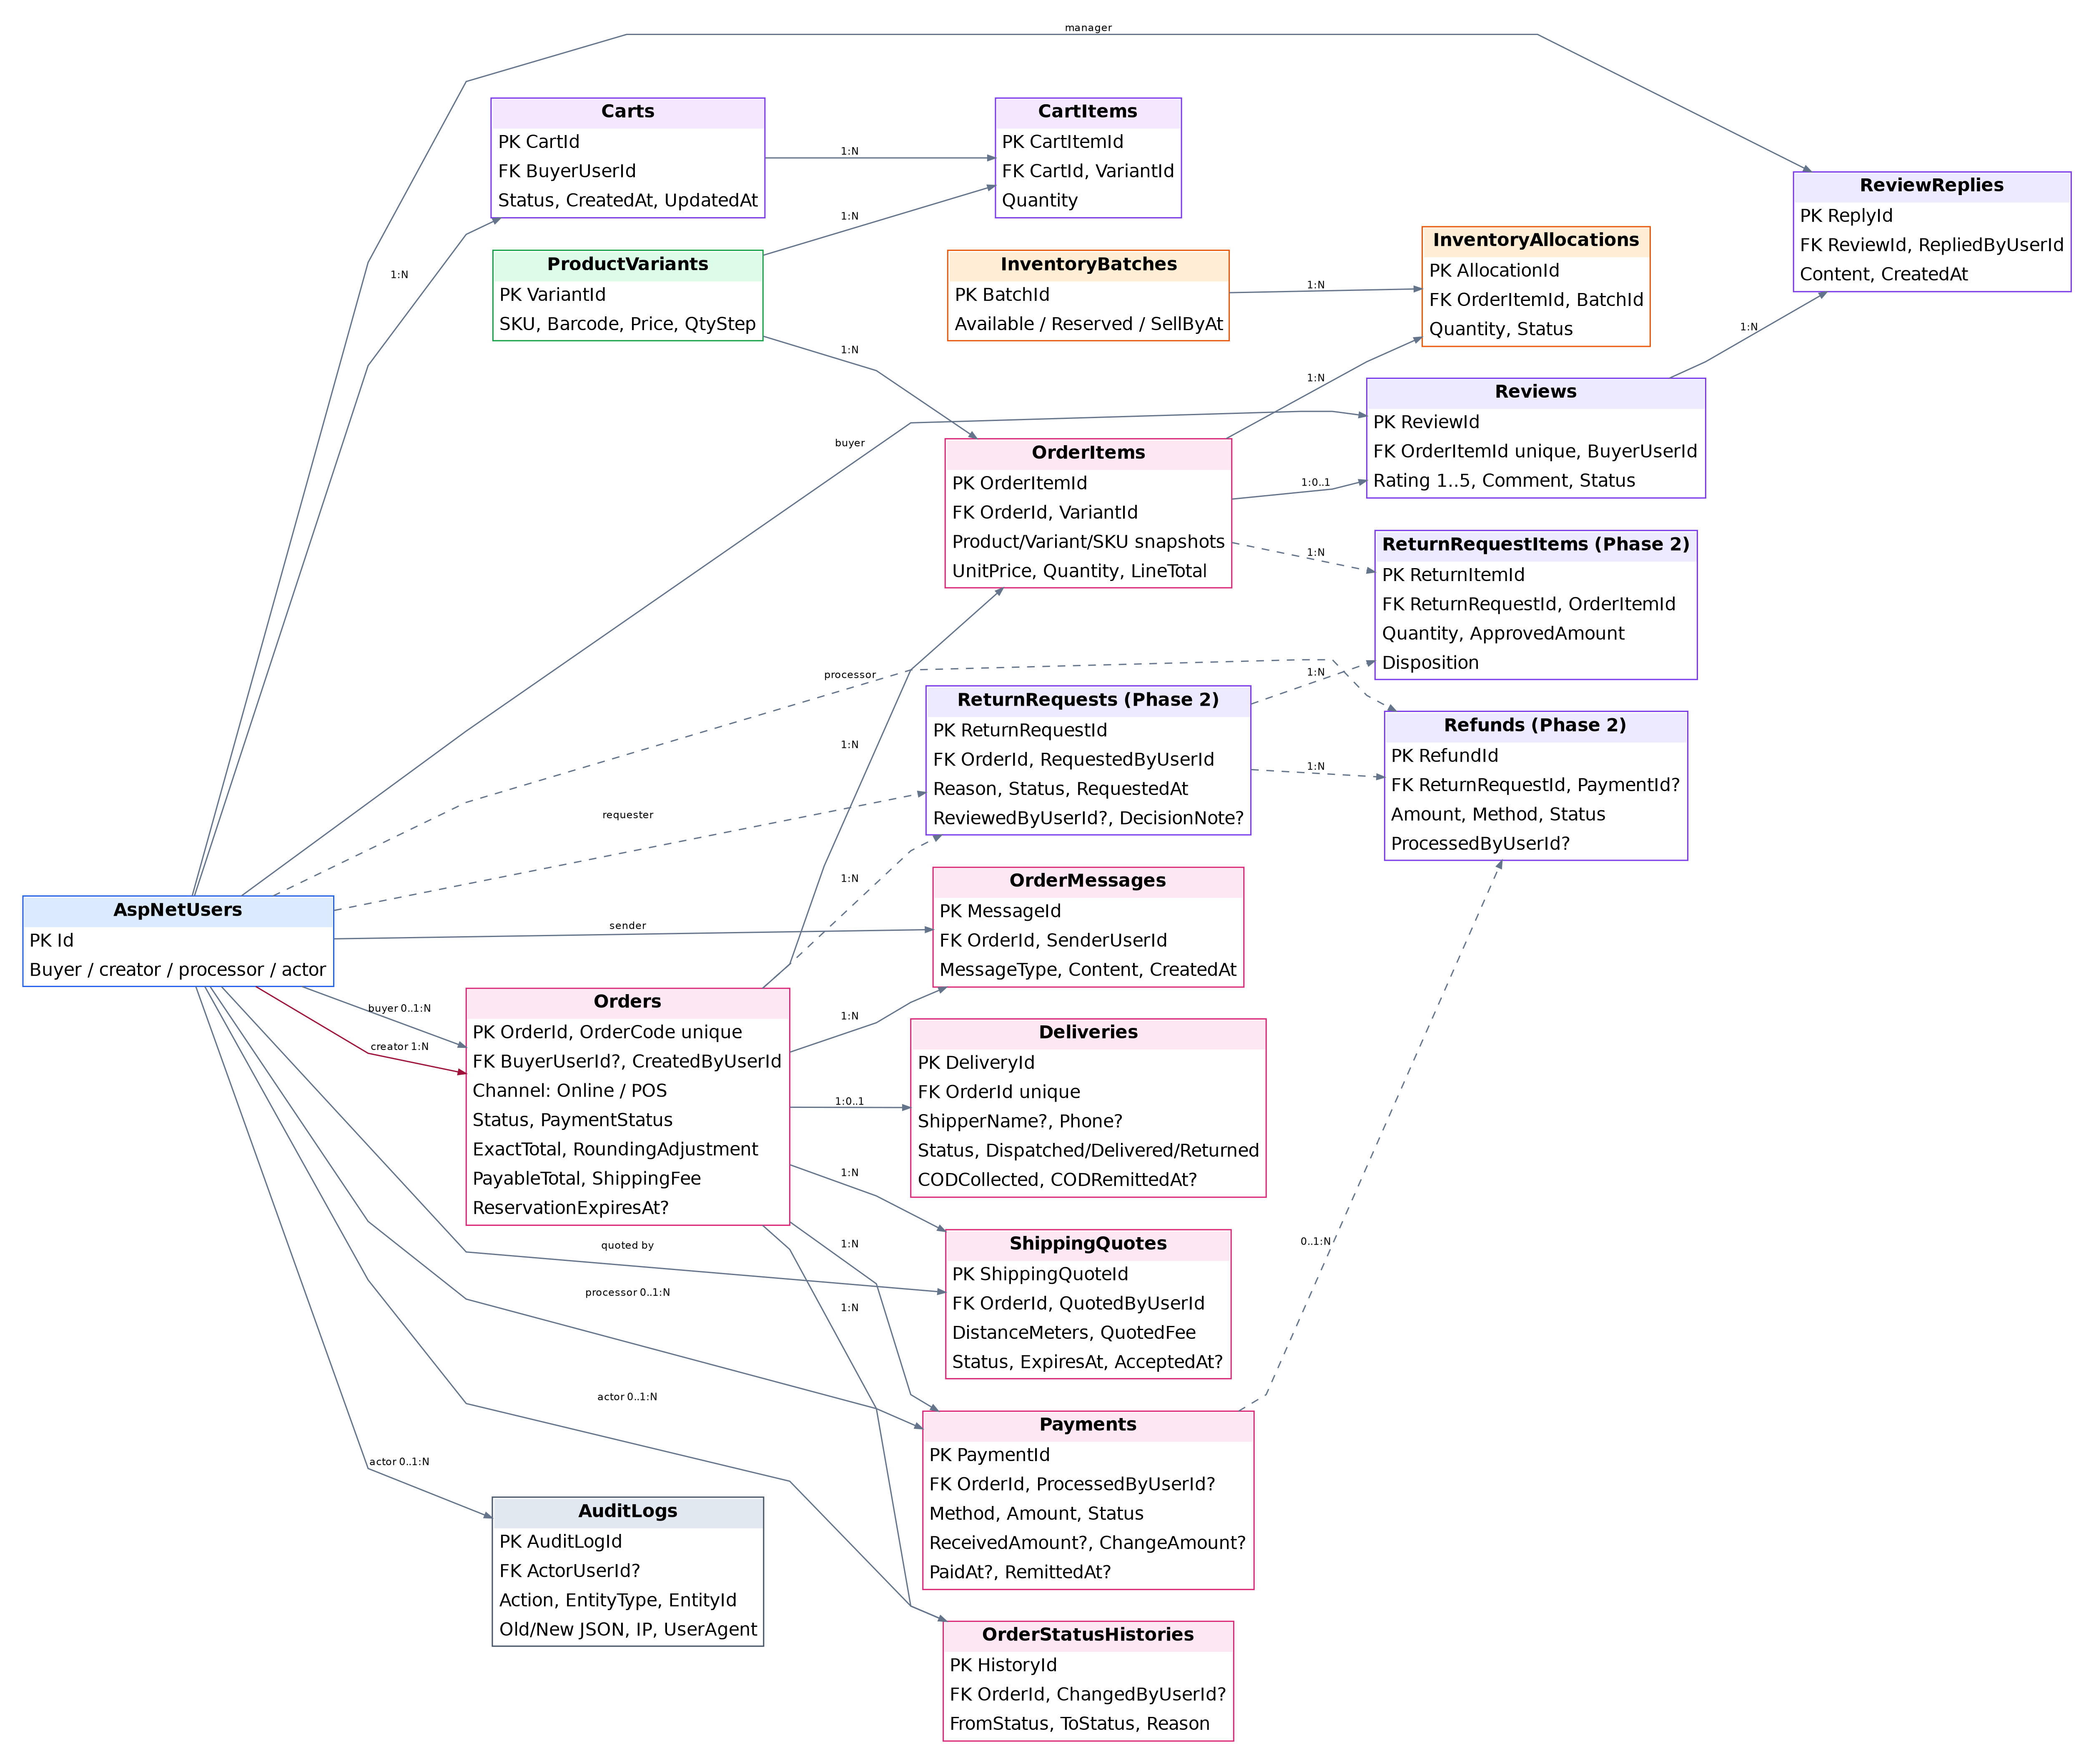 manager
Carts
PK CartId
FK BuyerUserId
Status, CreatedAt, UpdatedAt
1:N
CartItems
PK CartItemId
FK CartId, VariantId
Quantity
1:N
1:N
ProductVariants
PK VariantId
SKU, Barcode, Price, QtyStep
1:N
InventoryBatches
PK BatchId
Available / Reserved / SellByAt
1:N
InventoryAllocations
PK AllocationId
FK OrderItemId, BatchId
Quantity, Status
1:N
ReviewReplies
PK ReplyId
FK ReviewId, RepliedByUserId
Content, CreatedAt
1:N
buyer
Reviews
PK ReviewId
FK OrderItemId unique, BuyerUserId
Rating 1..5, Comment, Status
OrderItems
PK OrderItemId
FK OrderId, VariantId
Product/Variant/SKU snapshots
UnitPrice, Quantity, LineTotal
1:0..1
1:N
ReturnRequestItems (Phase 2)
PK ReturnItemId
FK ReturnRequestId, OrderItemId
Quantity, ApprovedAmount
Disposition
processor
1:N
ReturnRequests (Phase 2)
PK ReturnRequestId
FK OrderId, RequestedByUserId
Reason, Status, RequestedAt
ReviewedByUserId?, DecisionNote?
1:N
1:N
Refunds (Phase 2)
PK RefundId
FK ReturnRequestId, PaymentId?
Amount, Method, Status
ProcessedByUserId?
requester
1:N
AspNetUsers
PK Id
Buyer / creator / processor / actor
sender
OrderMessages
PK MessageId
FK OrderId, SenderUserId
MessageType, Content, CreatedAt
buyer 0..1:N
creator 1:N
Orders
PK OrderId, OrderCode unique
FK BuyerUserId?, CreatedByUserId
Channel: Online / POS
Status, PaymentStatus
ExactTotal, RoundingAdjustment
PayableTotal, ShippingFee
ReservationExpiresAt?
1:N
1:0..1
Deliveries
PK DeliveryId
FK OrderId unique
ShipperName?, Phone?
Status, Dispatched/Delivered/Returned
CODCollected, CODRemittedAt?
1:N
quoted by
1:N
ShippingQuotes
PK ShippingQuoteId
FK OrderId, QuotedByUserId
DistanceMeters, QuotedFee
Status, ExpiresAt, AcceptedAt?
0..1:N
processor 0..1:N
1:N
actor 0..1:N
Payments
PK PaymentId
FK OrderId, ProcessedByUserId?
Method, Amount, Status
ReceivedAmount?, ChangeAmount?
PaidAt?, RemittedAt?
actor 0..1:N
AuditLogs
PK AuditLogId
FK ActorUserId?
Action, EntityType, EntityId
Old/New JSON, IP, UserAgent
OrderStatusHistories
PK HistoryId
FK OrderId, ChangedByUserId?
FromStatus, ToStatus, Reason